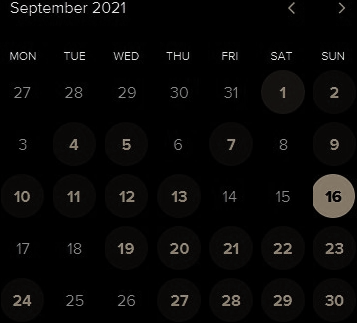 September 2021 < >
MON TUE WED THU FRI SAT SUN
27 28 29 30 31 1 2
3 4 5 6 7 8 9
10 11 12 13 14 15 16
17 18 19 20 21 22 23
24 25 26 27 28 29 30